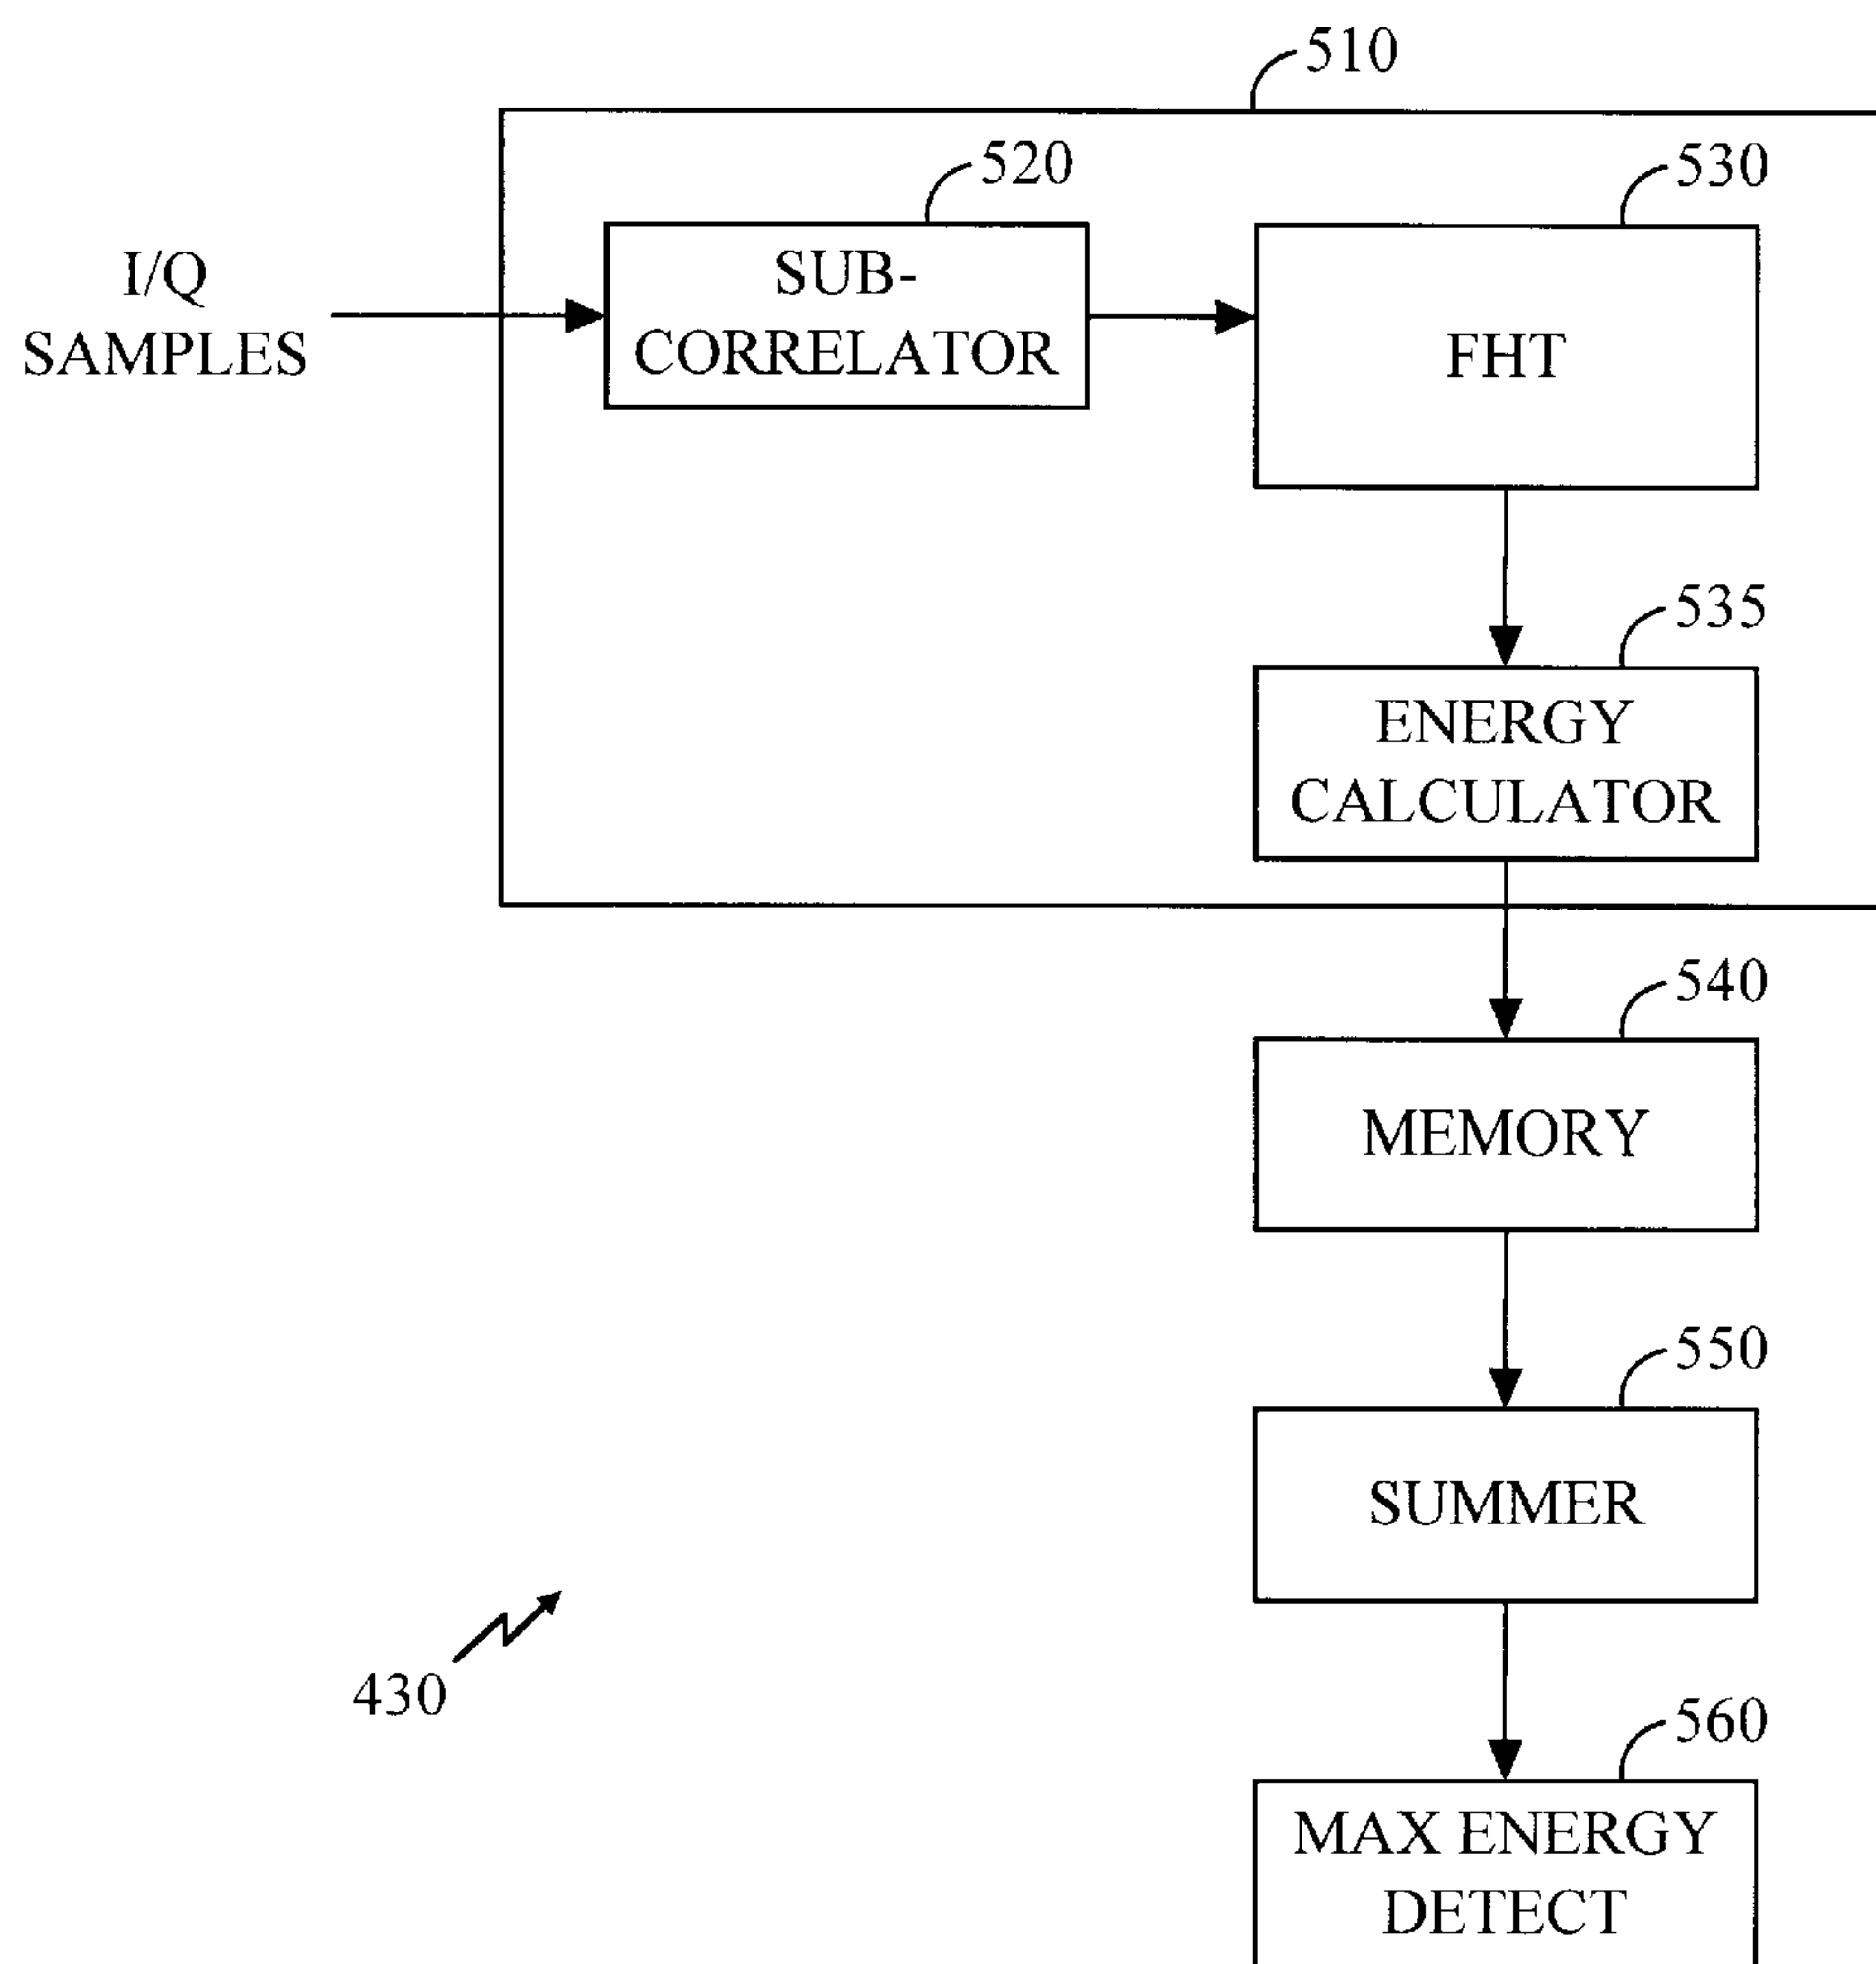 510
520
530
I/Q
SAMPLES
SUB-
CORRELATOR
FHT
535
ENERGY
CALCULATOR
540
MEMORY
550
SUMMER
430
560
MAX ENERGY
DETECT